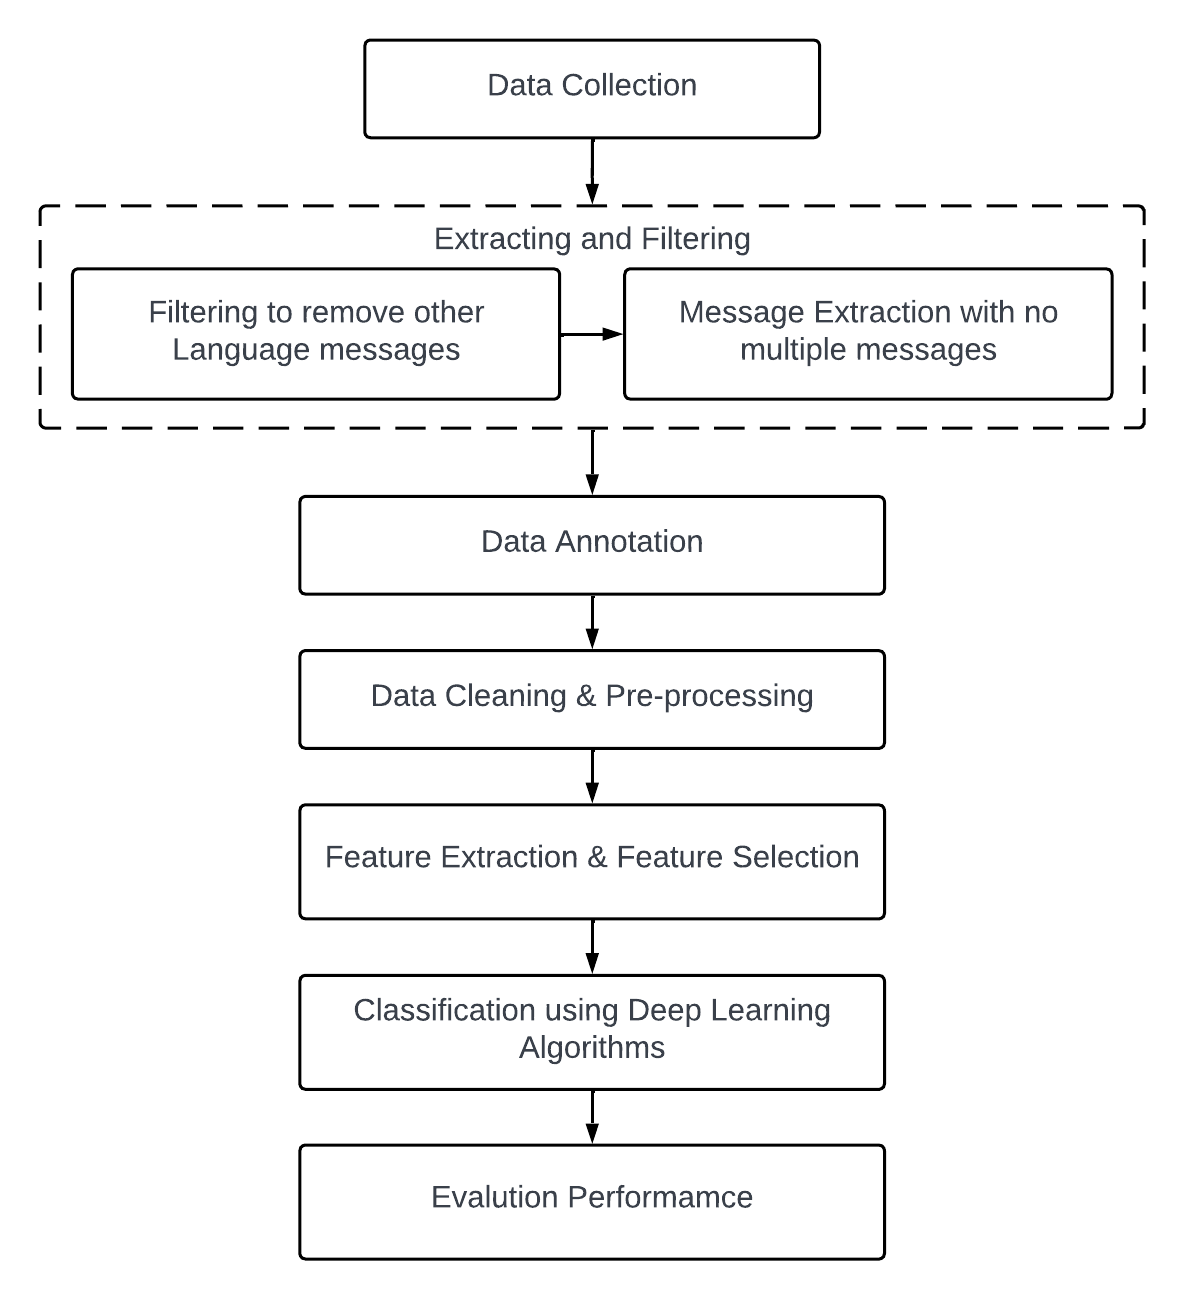 Data Collection
Extracting and Filtering
Filtering to remove other
Language messages
Message Extraction with no
multiple messages
Data Annotation
Data Cleaning & Pre-processing
Feature Extraction & Feature Selection
Classification using Deep Learning
Algorithms
Evalution Performamce